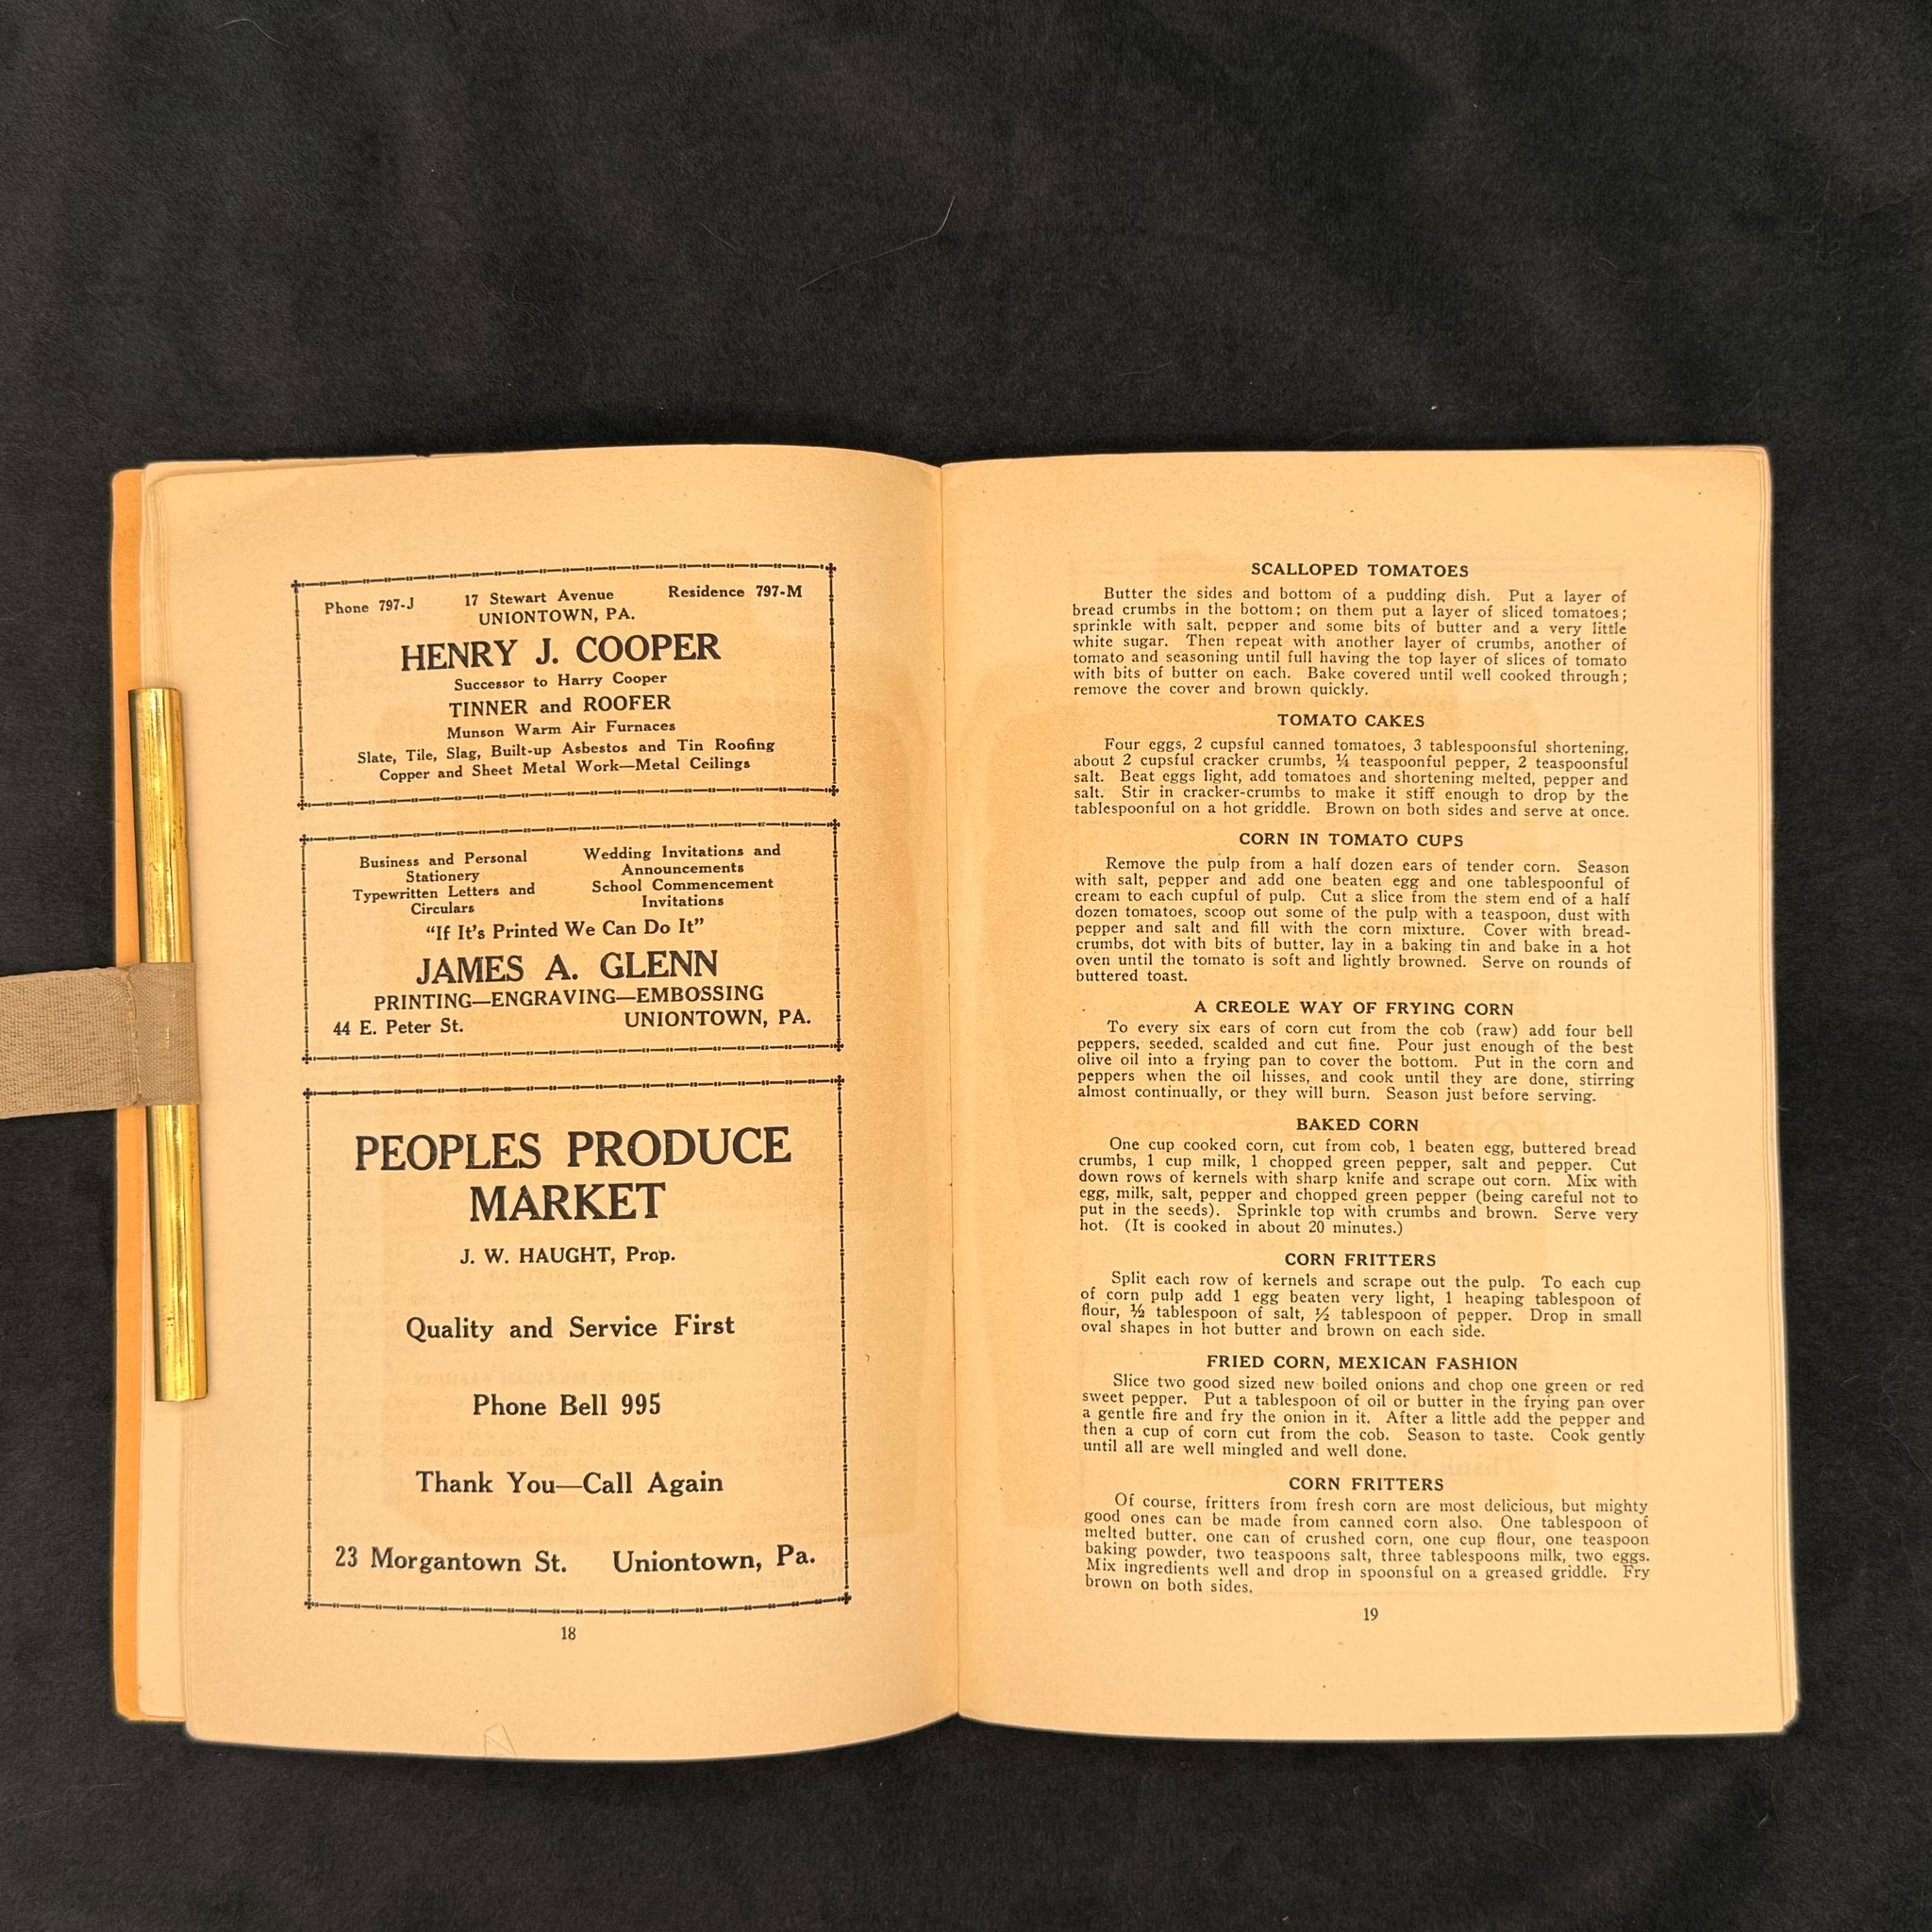 Phone 797-J 17 Stewart Avenue Residence 797-M
UNIONTOWN, PA.
HENRY J. COOPER
Successor to Harry Cooper
TINNER and ROOFER
Munson Warm Air Furnaces
Slate, Tile, Slag, Built-up Asbestos and Tin Roofing
Copper and Sheet Metal Work—Metal Ceilings
Business and Personal
Stationery
Typewritten Letters and
Circulars
Wedding Invitations and
Announcements
School Commencement
Invitations
"If It's Printed We Can Do It"
JAMES A. GLENN
PRINTING—ENGRAVING—EMBOSSING
44 E. Peter St. UNIONTOWN, PA.
PEOPLES PRODUCE
MARKET
J. W. HAUGHT, Prop.
Quality and Service First
Phone Bell 995
Thank You—Call Again
23 Morgantown St. Uniontown, Pa.
18
SCALLOPED TOMATOES
Butter the sides and bottom of a pudding dish. Put a layer of
bread crumbs in the bottom; on them put a layer of sliced tomatoes;
sprinkle with salt, pepper and some bits of butter and a very little
white sugar. Then repeat with another layer of crumbs, another of
tomato and seasoning until full having the top layer of slices of tomato
with bits of butter on each. Bake covered until well cooked through;
remove the cover and brown quickly.
TOMATO CAKES
Four eggs, 2 cupsful canned tomatoes, 3 tablespoonsful shortening,
about 2 cupsful cracker crumbs, ¼ teaspoonful pepper, 2 teaspoonsful
salt. Beat eggs light, add tomatoes and shortening melted, pepper and
salt. Stir in cracker-crumbs to make it stiff enough to drop by the
tablespoonful on a hot griddle. Brown on both sides and serve at once.
CORN IN TOMATO CUPS
Remove the pulp from a half dozen ears of tender corn. Season
with salt, pepper and add one beaten egg and one tablespoonful of
cream to each cupful of pulp. Cut a slice from the stem end of a half
dozen tomatoes, scoop out some of the pulp with a teaspoon, dust with
pepper and salt and fill with the corn mixture. Cover with bread-
crumbs, dot with bits of butter, lay in a baking tin and bake in a hot
oven until the tomato is soft and lightly browned. Serve on rounds of
buttered toast.
A CREOLE WAY OF FRYING CORN
To every six ears of corn cut from the cob (raw) add four bell
peppers, seeded, scalded and cut fine. Pour just enough of the best
olive oil into a frying pan to cover the bottom. Put in the corn and
peppers when the oil hisses, and cook until they are done, stirring
almost continually, or they will burn. Season just before serving.
BAKED CORN
One cup cooked corn, cut from cob, 1 beaten egg, buttered bread
crumbs, 1 cup milk, 1 chopped green pepper, salt and pepper. Cut
down rows of kernels with sharp knife and scrape out corn. Mix with
egg, milk, salt, pepper and chopped green pepper (being careful not to
put in the seeds). Sprinkle top with crumbs and brown. Serve very
hot. (It is cooked in about 20 minutes.)
CORN FRITTERS
Split each row of kernels and scrape out the pulp. To each cup
of corn pulp add 1 egg beaten very light, 1 heaping tablespoon of
flour, ½ tablespoon of salt, ½ tablespoon of pepper. Drop in small
oval shapes in hot butter and brown on each side.
FRIED CORN, MEXICAN FASHION
Slice two good sized new boiled onions and chop one green or red
sweet pepper. Put a tablespoon of oil or butter in the frying pan over
a gentle fire and fry the onion in it. After a little add the pepper and
then a cup of corn cut from the cob. Season to taste. Cook gently
until all are well mingled and well done.
CORN FRITTERS
Of course, fritters from fresh corn are most delicious, but mighty
good ones can be made from canned corn also. One tablespoon of
melted butter, one can of crushed corn, one cup flour, one teaspoon
baking powder, two teaspoons salt, three tablespoons milk, two eggs.
Mix ingredients well and drop in spoonsful on a greased griddle. Fry
brown on both sides.
19